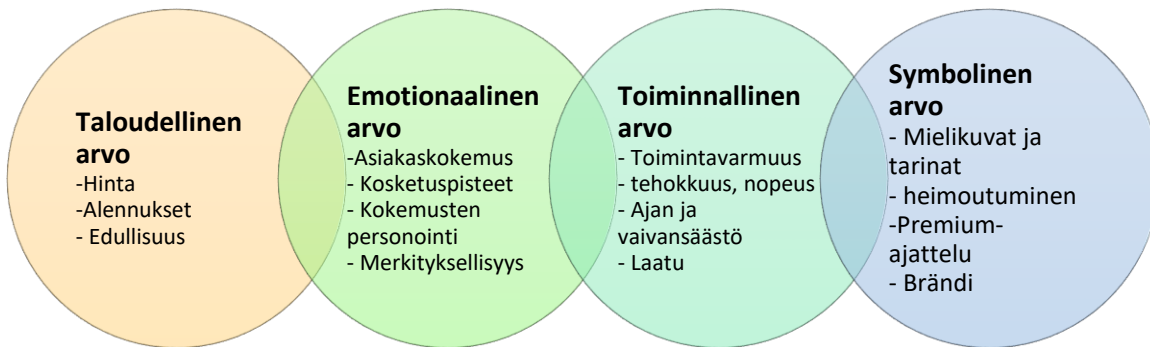 Taloudellinen
arvo
-Hinta
-Alennukset
- Edullisuus
Emotionaalinen
arvo
-Asiakaskokemus
- Kosketuspisteet
- Kokemusten
personointi
- Merkityksellisyys
Toiminnallinen
arvo
- Toimintavarmuus
- tehokkuus, nopeus
- Ajan ja
vaivansäästö
- Laatu
Symbolinen
arvo
- Mielikuvat ja
tarinat
- heimoutuminen
-Premium-
ajattelu
- Brändi